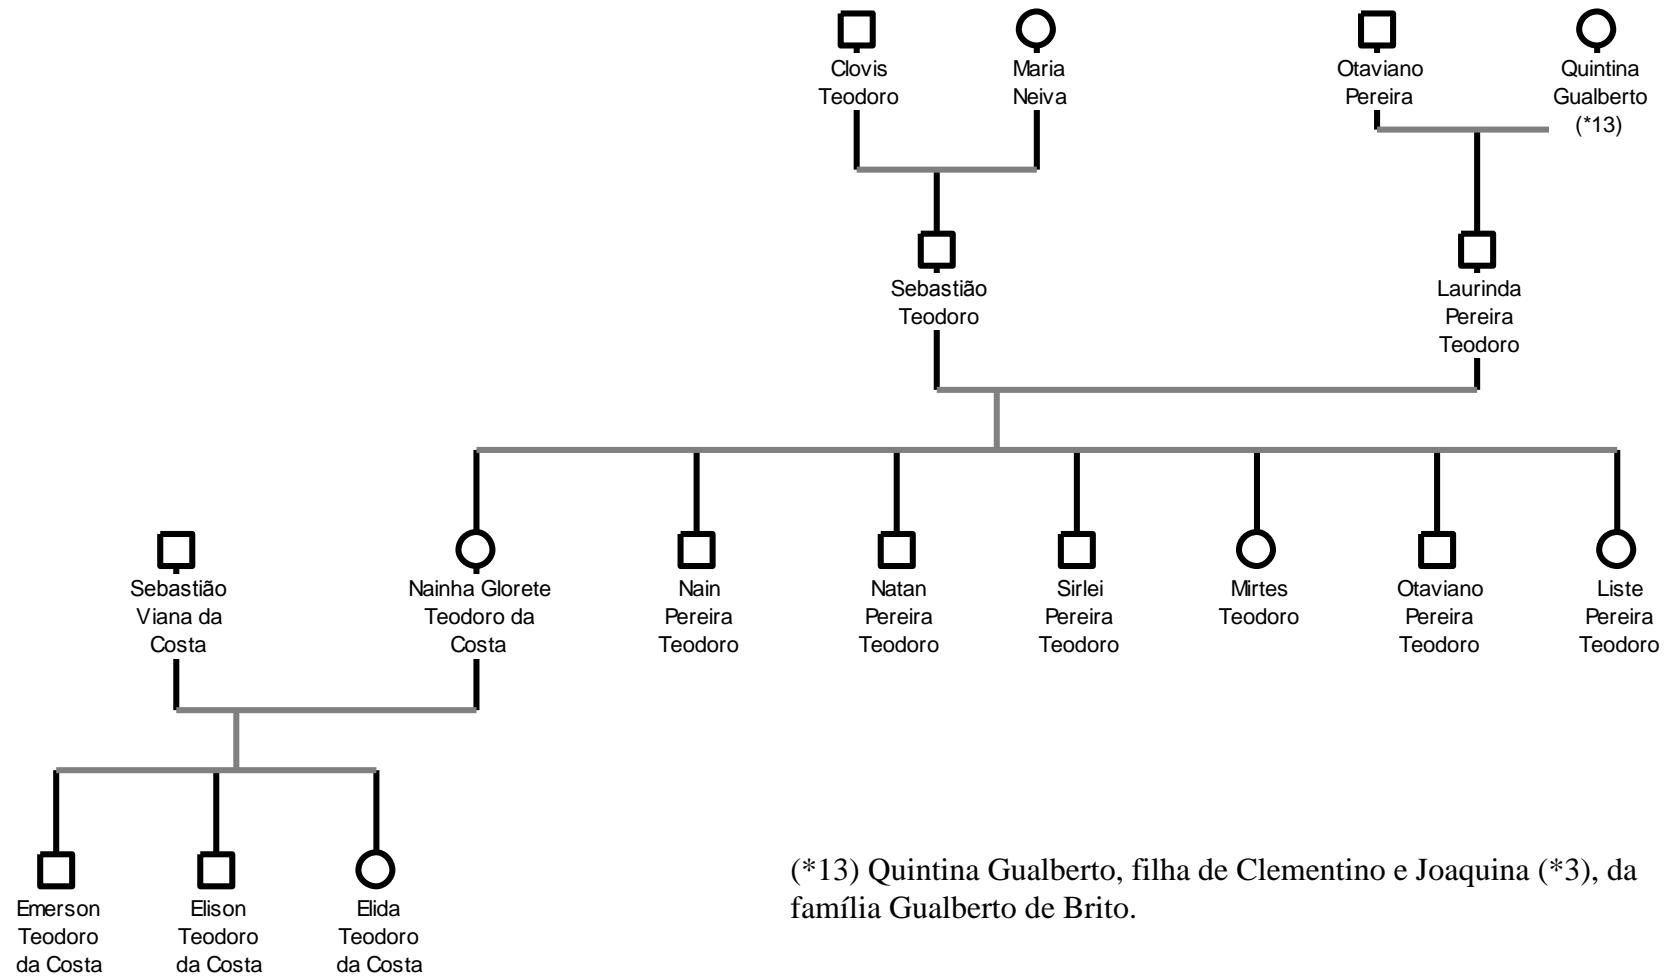 Clovis
Teodoro
Maria
Neiva
Otaviano
Pereira
Quintina
Gualberto
(*13)
Sebastião
Teodoro
Laurinda
Pereira
Teodoro
Sebastião
Viana da
Costa
Nainha Glorete
Teodoro da
Costa
Nain
Pereira
Teodoro
Natan
Pereira
Teodoro
Sirlei
Pereira
Teodoro
Mirtes
Teodoro
Otaviano
Pereira
Teodoro
Liste
Pereira
Teodoro
Emerson
Teodoro
da Costa
Elison
Teodoro
da Costa
Elida
Teodoro
da Costa
(*13) Quintina Gualberto, filha de Clementino e Joaquina (*3), da
família Gualberto de Brito.